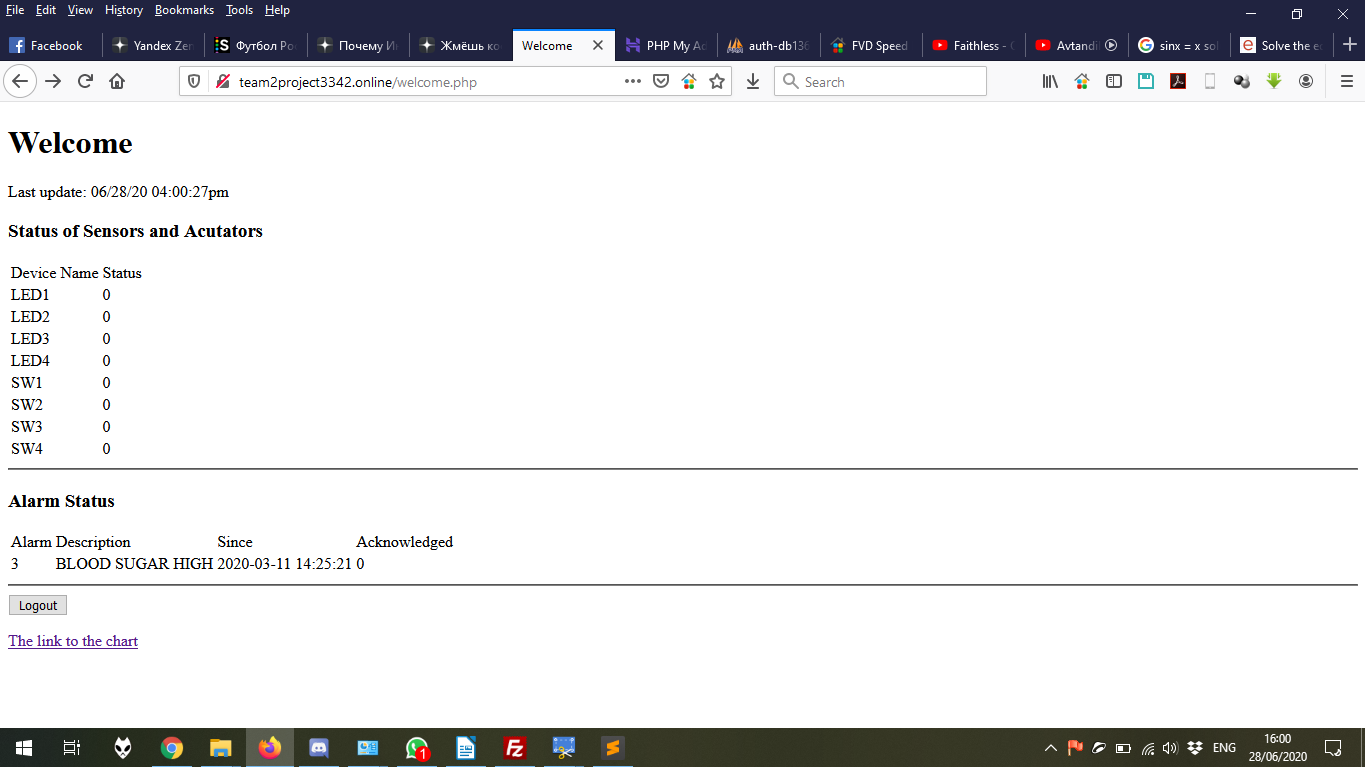 File Edit View History Bookmarks Tools Help
Facebook Yandex Zen Футбол Рос Почему И Жмёшь ко Welcome PHP My Ad auth-db136 FVD Speed Faithless - Avtandil sinx = x sol Solve the eq
team2project3342.online/welcome.php Search
Welcome
Last update: 06/28/20 04:00:27pm
Status of Sensors and Acutators
Device Name Status
LED1 0
LED2 0
LED3 0
LED4 0
SW1 0
SW2 0
SW3 0
SW4 0
Alarm Status
Alarm Description Since Acknowledged
3 BLOOD SUGAR HIGH 2020-03-11 14:25:21 0
Logout
The link to the chart
1 ENG 16:00
28/06/2020